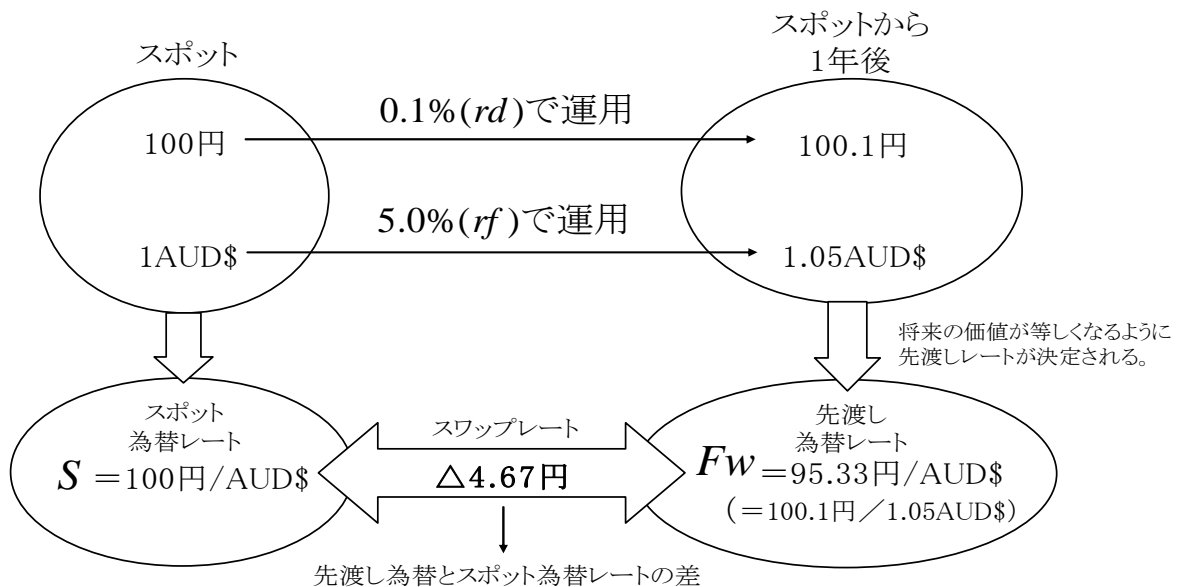 スポット
スポットから
1年後
0.1%(rd)で運用
100円
100.1円
5.0%(rf)で運用
1AUD$
1.05AUD$
将来の価値が等しくなるように
先渡しレートが決定される。
スポット
為替レート
S＝100円/AUD$
スワップレート
△4.67円
先渡し
為替レート
Fw＝95.33円/AUD$
(＝100.1円／1.05AUD$)
先渡し為替とスポット為替レートの差